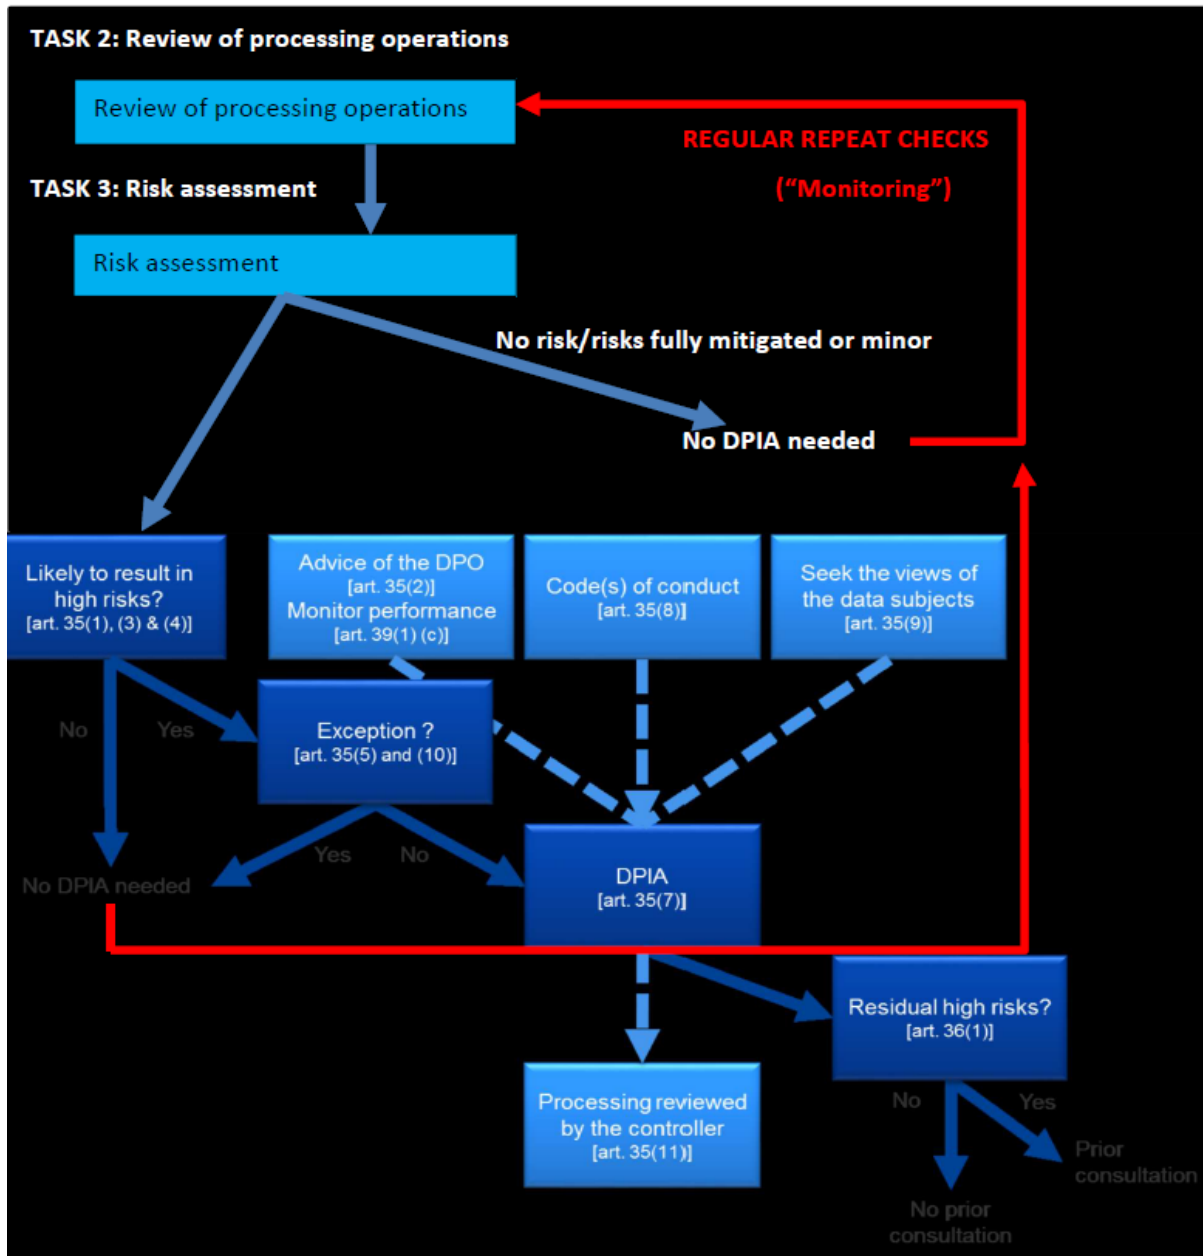 TASK 2: Review of processing operations
Review of processing operations
REGULAR REPEAT CHECKS
(“Monitoring”)
TASK 3: Risk assessment
Risk assessment
No risk/risks fully mitigated or minor
No DPIA needed
Likely to result in
high risks?
[art. 35(1), (3) & (4)]
Advice of the DPO
[art. 35(2)]
Monitor performance
[art. 39(1) (c)]
Code(s) of conduct
[art. 35(8)]
Seek the views of
the data subjects
[art. 35(9)]
No
Yes
Exception ?
[art. 35(5) and (10)]
Yes
No
No DPIA needed
DPIA
[art. 35(7)]
Residual high risks?
[art. 36(1)]
Processing reviewed
by the controller
[art. 35(11)]
No
Yes
Prior
consultation
No prior
consultation